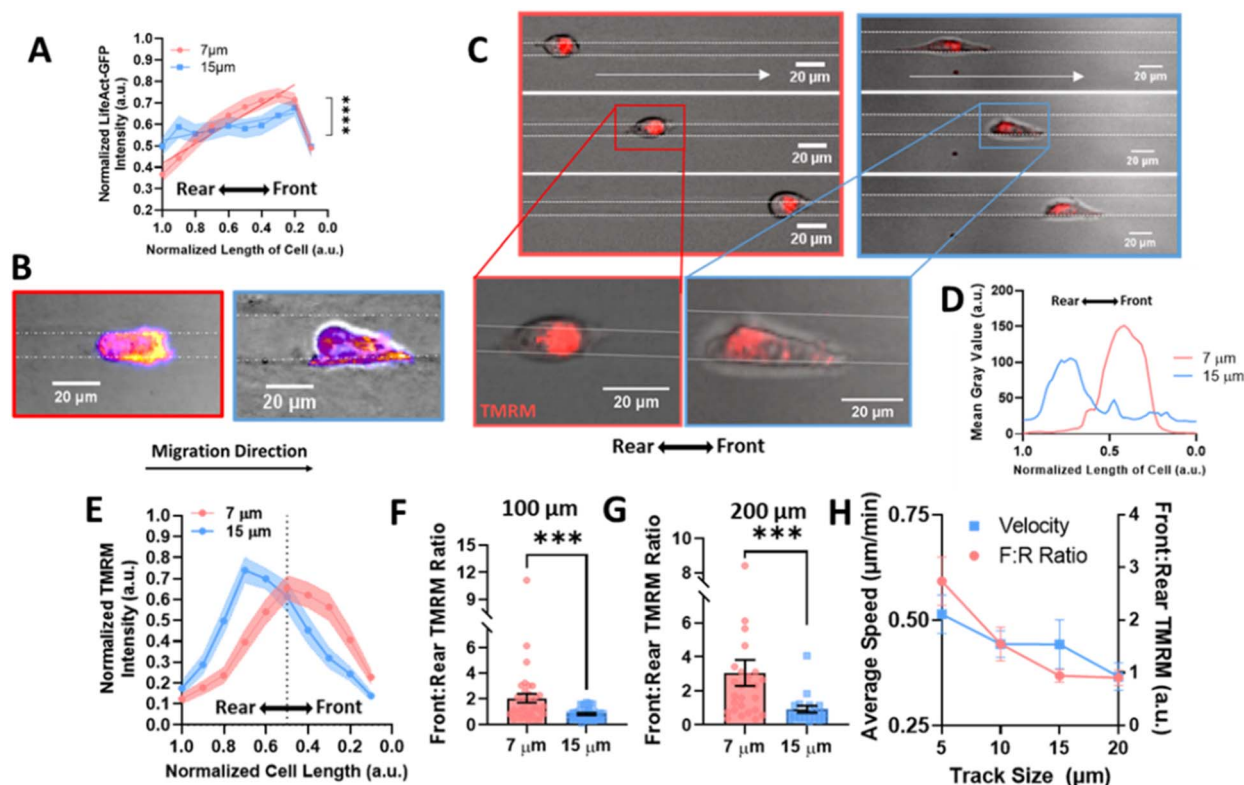 A
7μm
15μm
Normalized LifeAct-GFP
Intensity (a.u.)
1.0
0.9
0.8
0.7
0.6
0.5
0.4
0.3
0.2
****
Rear Front
1.0 0.8 0.6 0.4 0.2 0.0
Normalized Length of Cell (a.u.)
B
20 μm
20 μm
Migration Direction
C
20 μm
20 μm
20 μm
20 μm
20 μm
20 μm
TMRM
20 μm
20 μm
Rear Front
D
Mean Gray Value (a.u.)
200
150
100
50
0
Rear Front
7 μm
15 μm
1.0 0.5 0.0
Normalized Length of Cell (a.u.)
E
7 μm
15 μm
Normalized TMRM
Intensity (a.u.)
1.0
0.9
0.8
0.7
0.6
0.5
0.4
0.3
0.2
0.1
0.0
Rear Front
1.0 0.8 0.6 0.4 0.2 0.0
Normalized Cell Length (a.u.)
F
100 μm
***
Front:Rear TMRM Ratio
15
12
9
6
4
2
0
7 μm 15 μm
G
200 μm
***
Front:Rear TMRM Ratio
10
8
6
4
2
0
7 μm 15 μm
H
Velocity
F:R Ratio
Average Speed (μm/min)
0.75
0.50
0.25
4
3
2
1
0
Front:Rear TMRM (a.u.)
5 10 15 20
Track Size (μm)